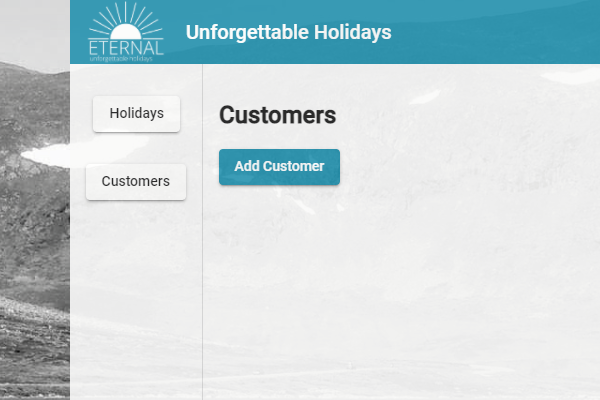 ETERNAL
unforgettable holidays
Unforgettable Holidays
Holidays
Customers
Customers
Add Customer